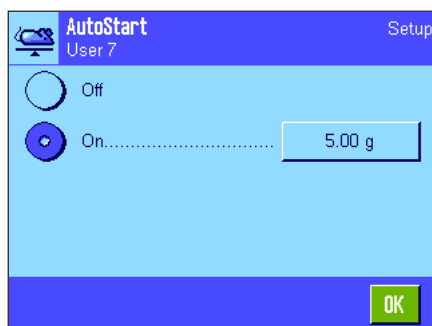 AutoStart Setup
User 7
Off
On............................... 5.00 g
OK